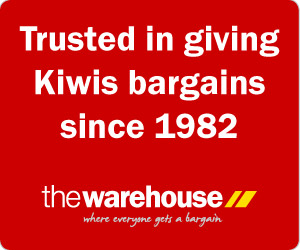 Trusted in giving
Kiwis bargains
since 1982
thewarehouse
where everyone gets a bargain